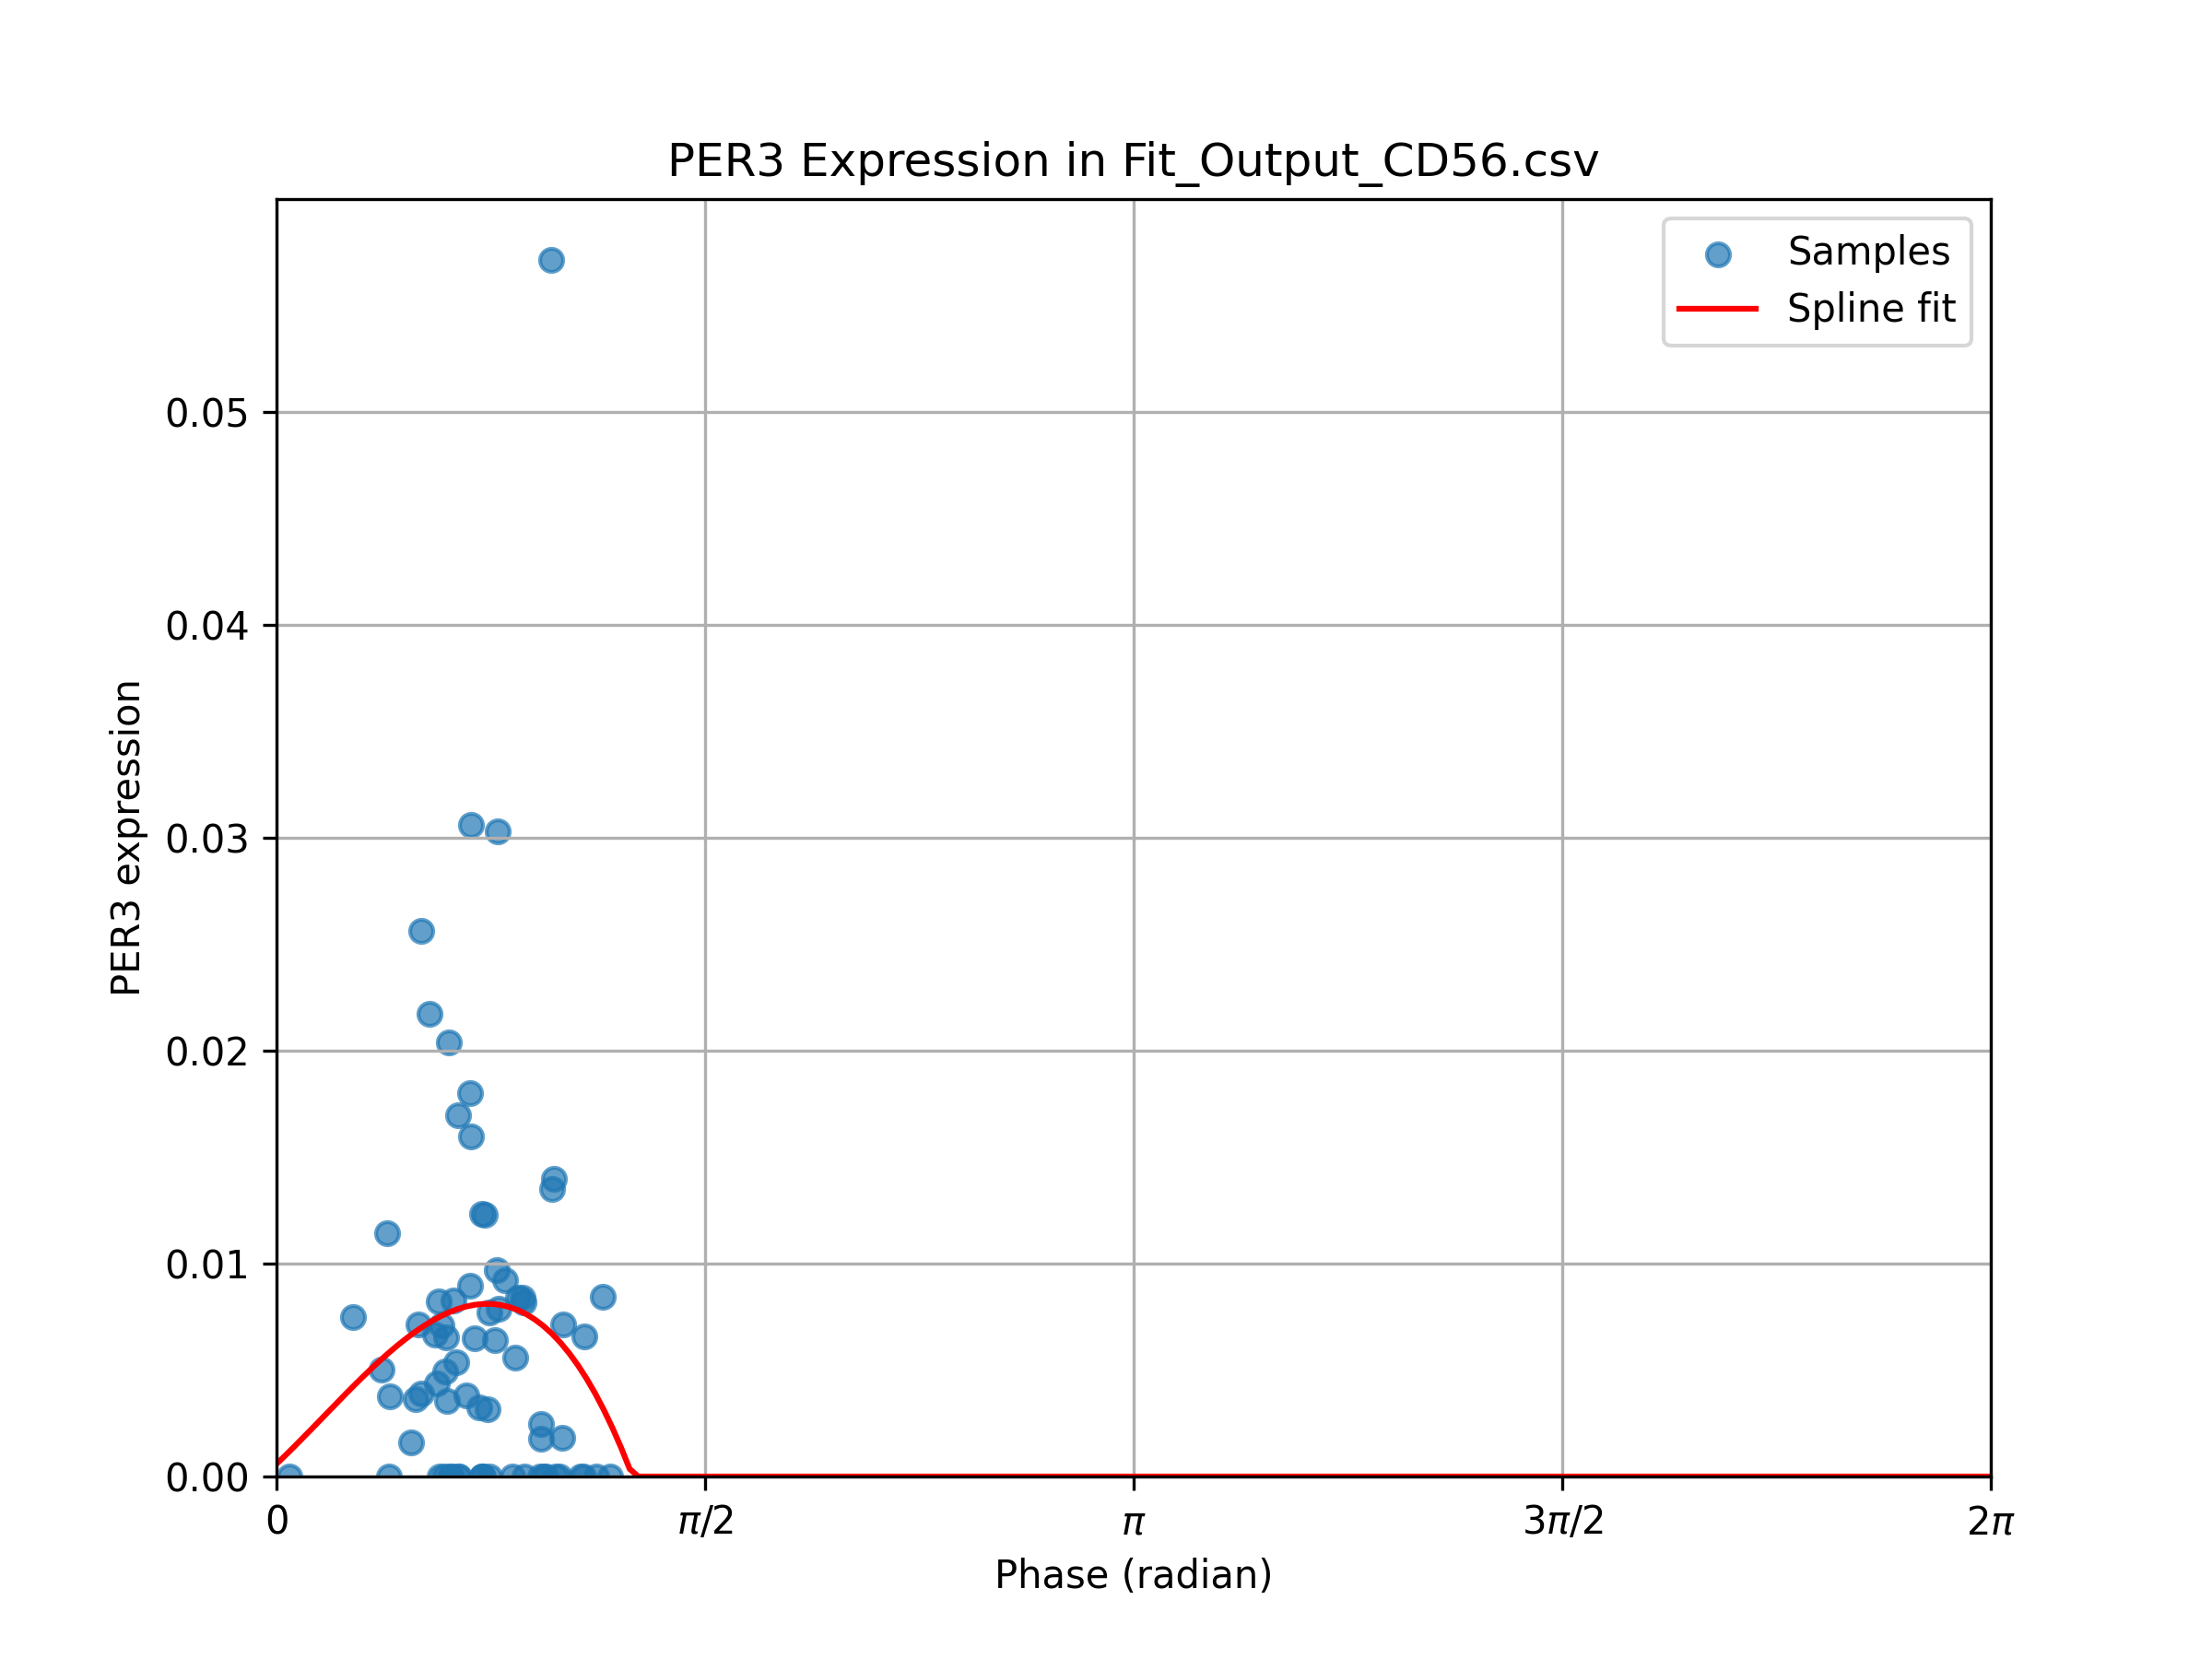 PER3 Expression in Fit_Output_CD56.csv
Samples
Spline fit
PER3 expression
0.05
0.04
0.03
0.02
0.01
0.00
0
π/2
π
3π/2
2π
Phase (radian)